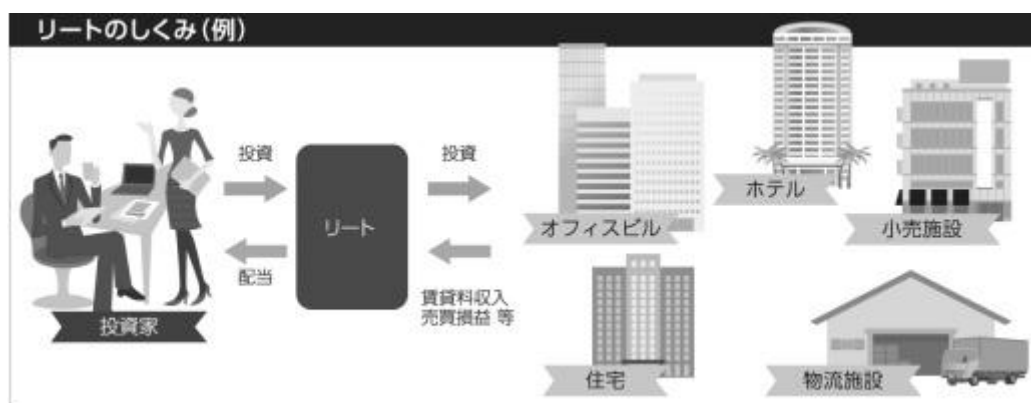 リートのしくみ(例)
投資
投資
リート
配当
賃貸料収入
売買損益 等
投資家
オフィスビル
ホテル
小売施設
住宅
物流施設